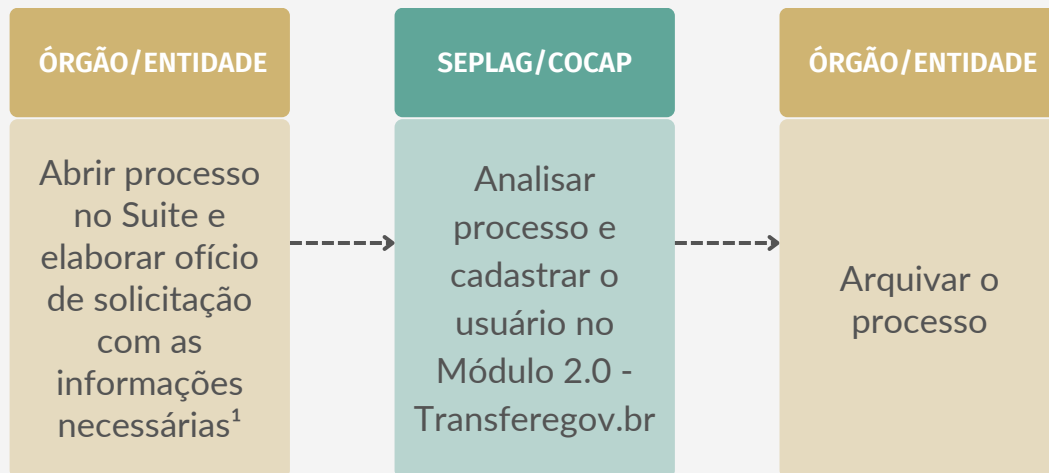 ÓRGÃO/ENTIDADE
Abrir processo
no Suite e
elaborar ofício
de solicitação
com as
informações
necessárias¹
SEPLAG/COCAP
Analisar
processo e
cadastrar o
usuário no
Módulo 2.0 -
Transferegov.br
ÓRGÃO/ENTIDADE
Arquivar o
processo